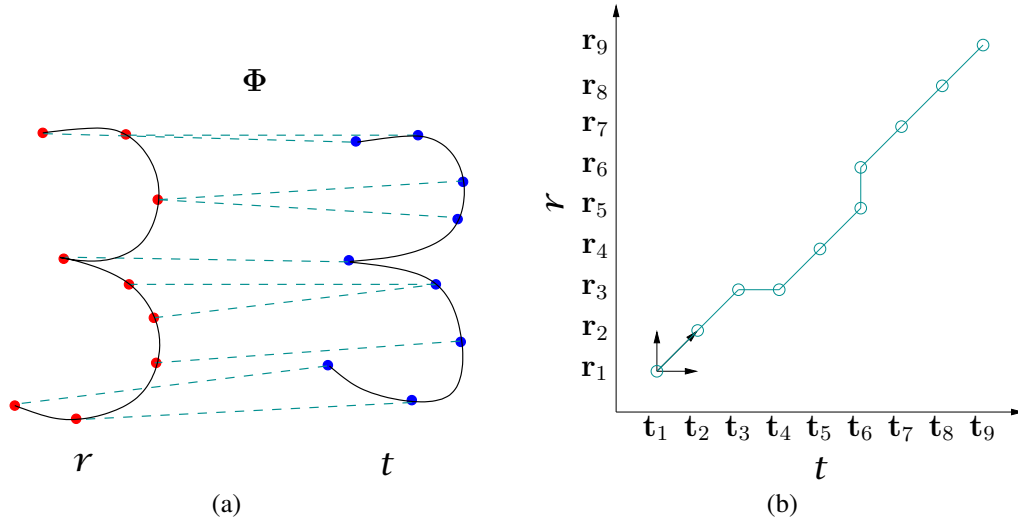 Φ
r
t
(a)
r
r₉
r₈
r₇
r₆
r₅
r₄
r₃
r₂
r₁
t₁ t₂ t₃ t₄ t₅ t₆ t₇ t₈ t₉
t
(b)